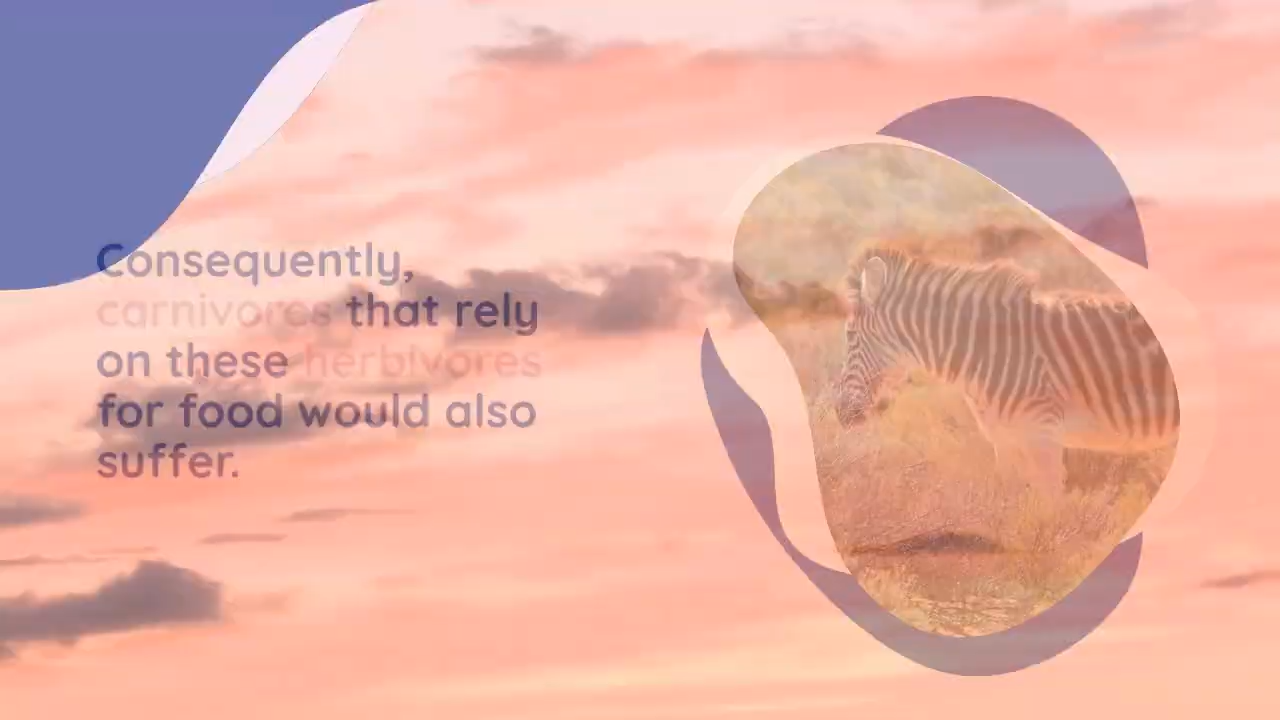 Consequently,
carnivores that rely
on these herbivores
for food would also
suffer.